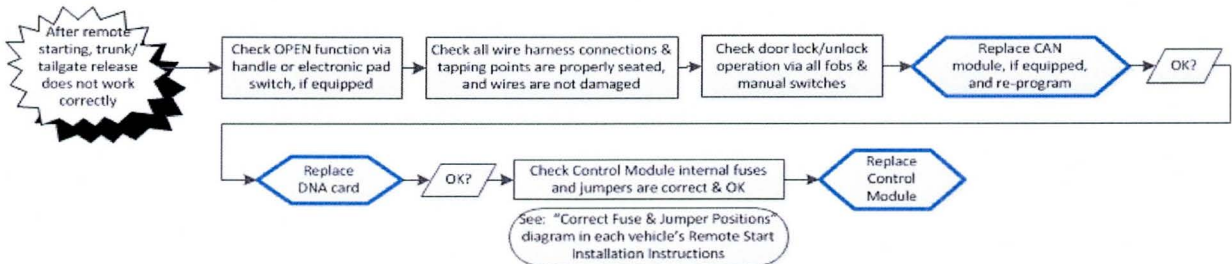 After remote
starting, trunk/
tailgate release
does not work
correctly
Check OPEN function via
handle or electronic pad
switch, if equipped
Check all wire harness connections &
tapping points are properly seated,
and wires are not damaged
Check door lock/unlock
operation via all fobs &
manual switches
Replace CAN
module, if equipped,
and re-program
OK?
Replace
DNA card
OK?
Check Control Module internal fuses
and jumpers are correct & OK
See: "Correct Fuse & Jumper Positions"
diagram in each vehicle's Remote Start
Installation Instructions
Replace
Control
Module